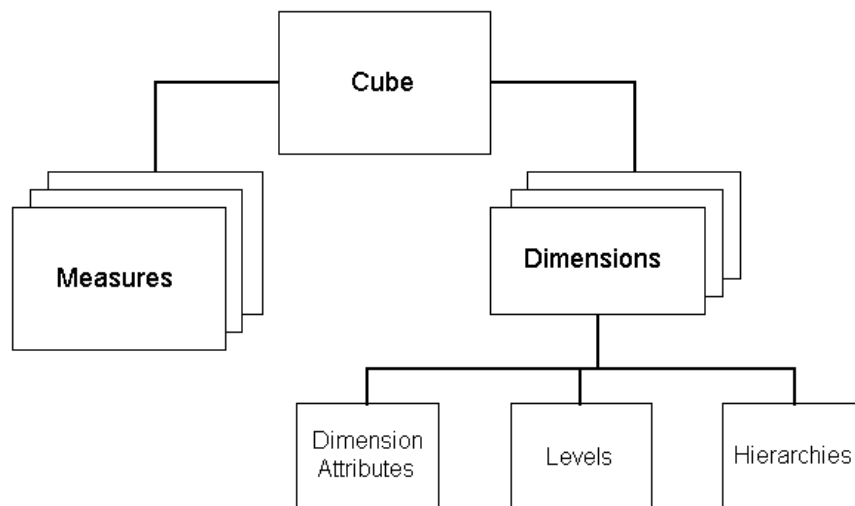 Cube
Measures
Dimensions
Dimension
Attributes
Levels
Hierarchies